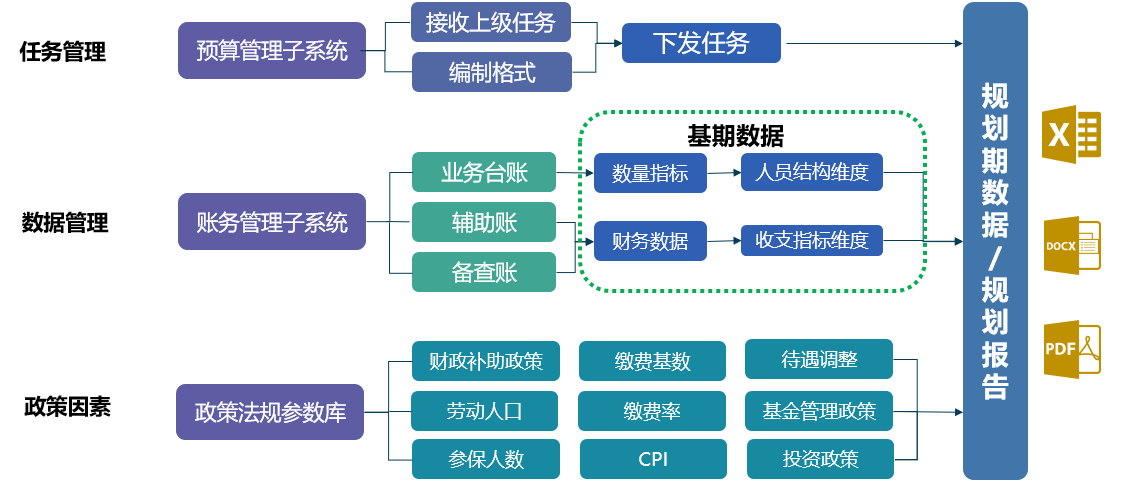 任务管理
预算管理子系统
接收上级任务
编制格式
下发任务
数据管理
账务管理子系统
业务台账
辅助账
备查账
基期数据
数量指标
人员结构维度
财务数据
收支指标维度
政策因素
政策法规参数库
财政补助政策
缴费基数
待遇调整
劳动人口
缴费率
基金管理政策
参保人数
CPI
投资政策
规划期数据/规划报告
X
DOCX
PDF